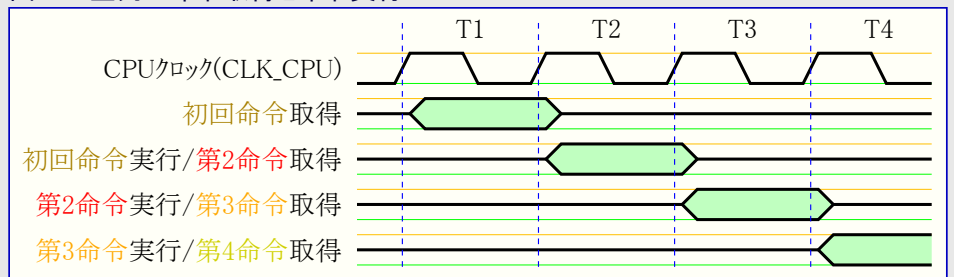 T1 T2 T3 T4
CPUｸﾛｯｸ(CLK_CPU)
初回命令取得
初回命令実行/第2命令取得
第2命令実行/第3命令取得
第3命令実行/第4命令取得